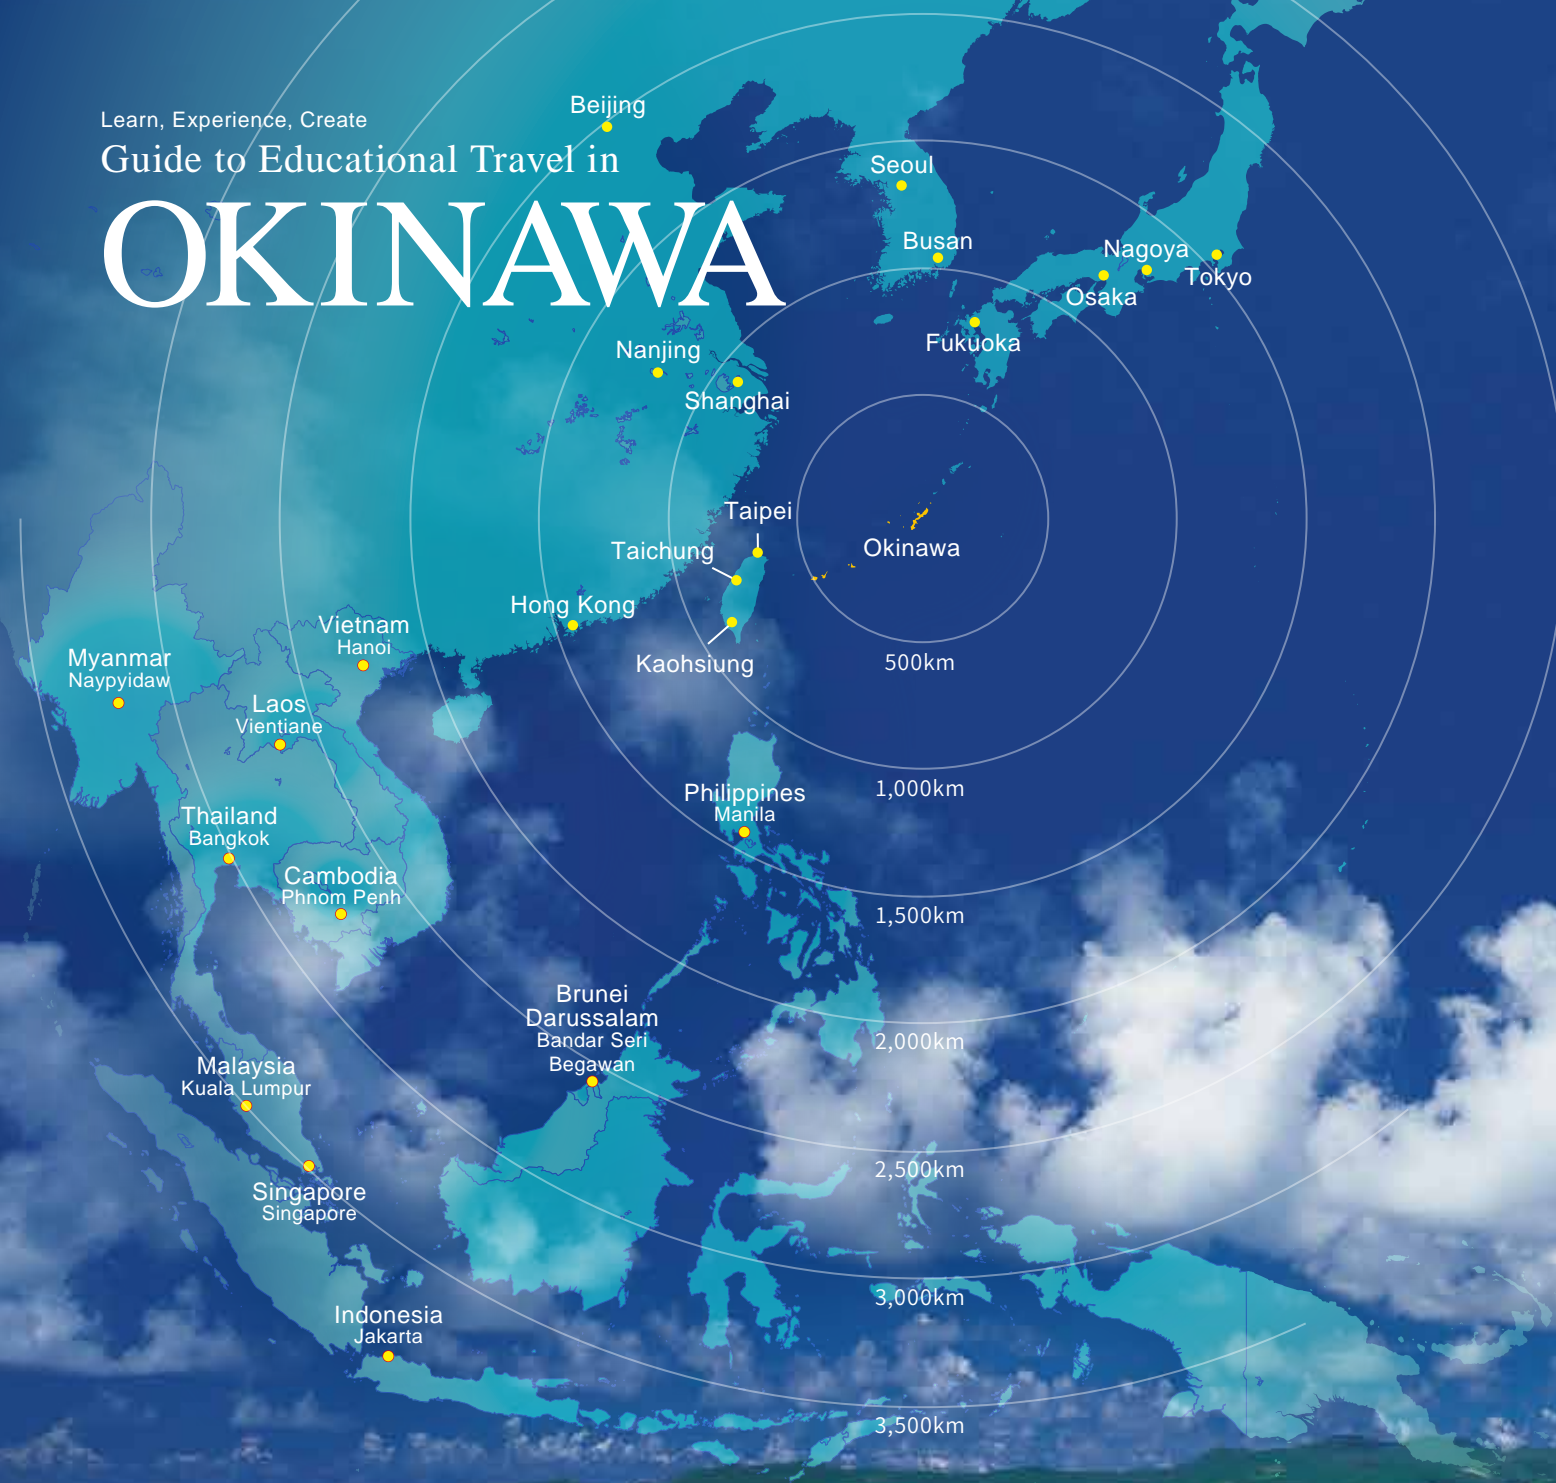 Learn, Experience, Create
Guide to Educational Travel in
OKINAWA
Beijing
Seoul
Busan
Nagoya
Tokyo
Osaka
Fukuoka
Nanjing
Shanghai
Taipei
Taichung
Okinawa
Hong Kong
Kaohsiung
500km
Vietnam
Hanoi
Myanmar
Naypyidaw
Laos
Vientiane
1,000km
Philippines
Manila
Thailand
Bangkok
Cambodia
Phnom Penh
1,500km
Brunei
Darussalam
Bandar Seri
Begawan
2,000km
Malaysia
Kuala Lumpur
2,500km
Singapore
Singapore
3,000km
Indonesia
Jakarta
3,500km